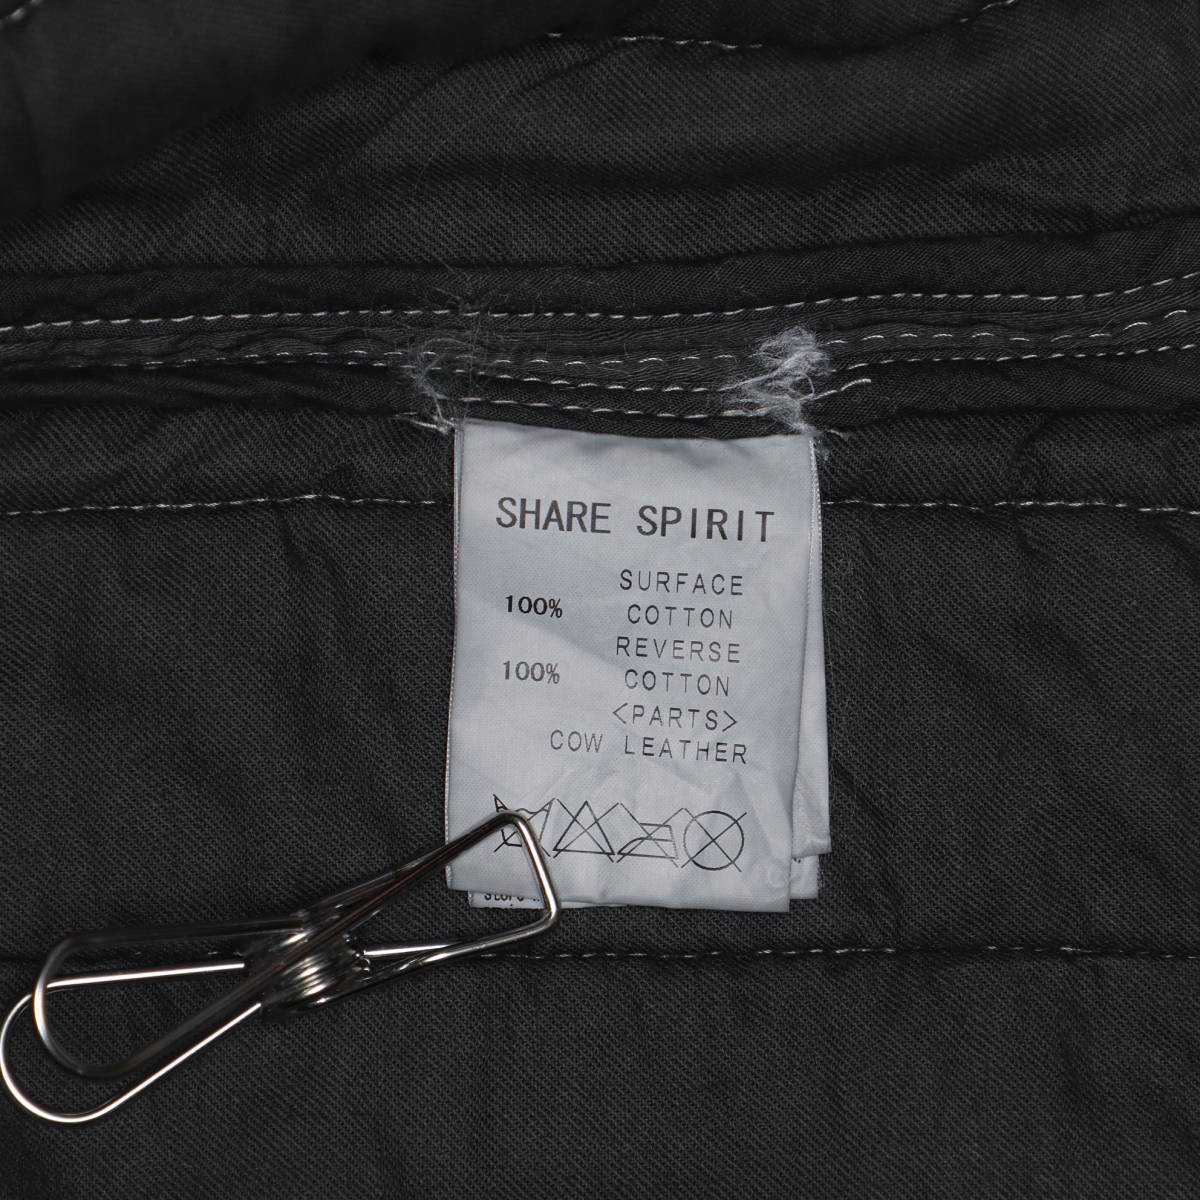 SHARE SPIRIT
SURFACE
100% COTTON
REVERSE
100% COTTON
<PARTS>
COW LEATHER